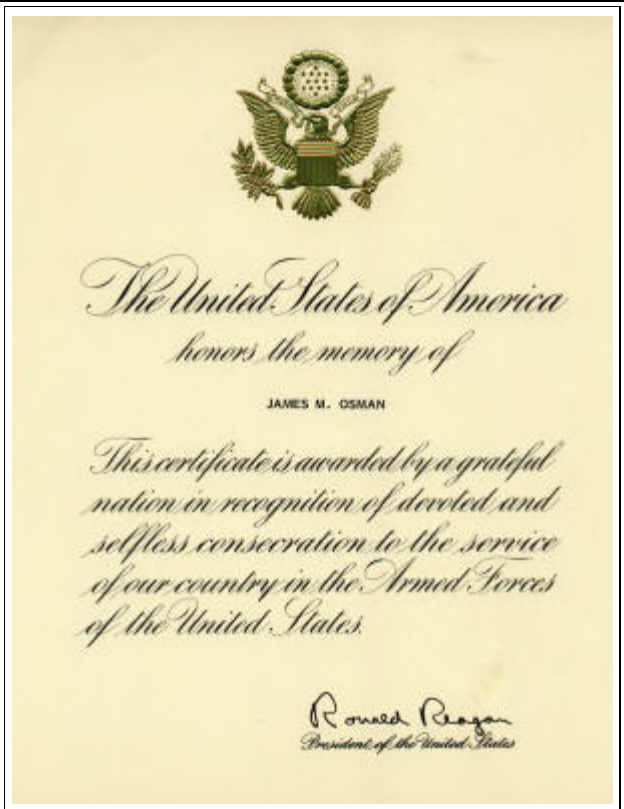 The United States of America
honors the memory of
JAMES M. OSMAN
This certificate is awarded by a grateful
nation in recognition of devoted and
selfless consecration to the service
of our country in the Armed Forces
of the United States.
Ronald Reagan
President of the United States